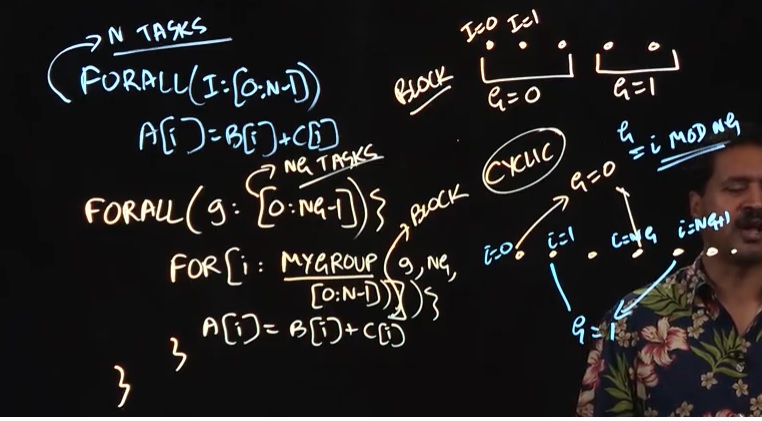 N TASKS
FORALL(I:[0:N-1])
A[i]=B[i]+C[i]
NG TASKS
FORALL(g: [0:NG-1]){
BLOCK
FOR[i: MYGROUP(g,NG,
[0:N-1])){
A[i]=B[i]+C[i]
}
}
I=0 I=1
BLOCK
G=0 G=1
G
= i MOD NG
CYCLIC
G=0
i=0 i=1 i=NG i=NG+1
G=1